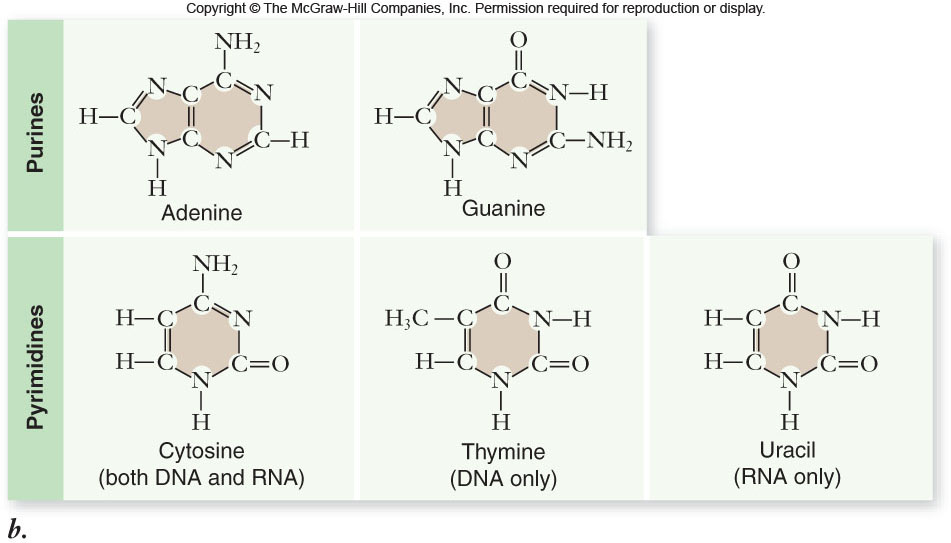 Copyright © The McGraw-Hill Companies, Inc. Permission required for reproduction or display.
Purines
NH₂
C
N
C
N
H–C
C
C–H
N
N
H
Adenine
O
C
N
C
N–H
H–C
C
C–NH₂
N
N
H
Guanine
Pyrimidines
NH₂
C
H–C
N
H–C
C=O
N
H
Cytosine
(both DNA and RNA)
O
C
H₃C–C
N–H
H–C
C=O
N
H
Thymine
(DNA only)
O
C
H–C
N–H
H–C
C=O
N
H
Uracil
(RNA only)
b.